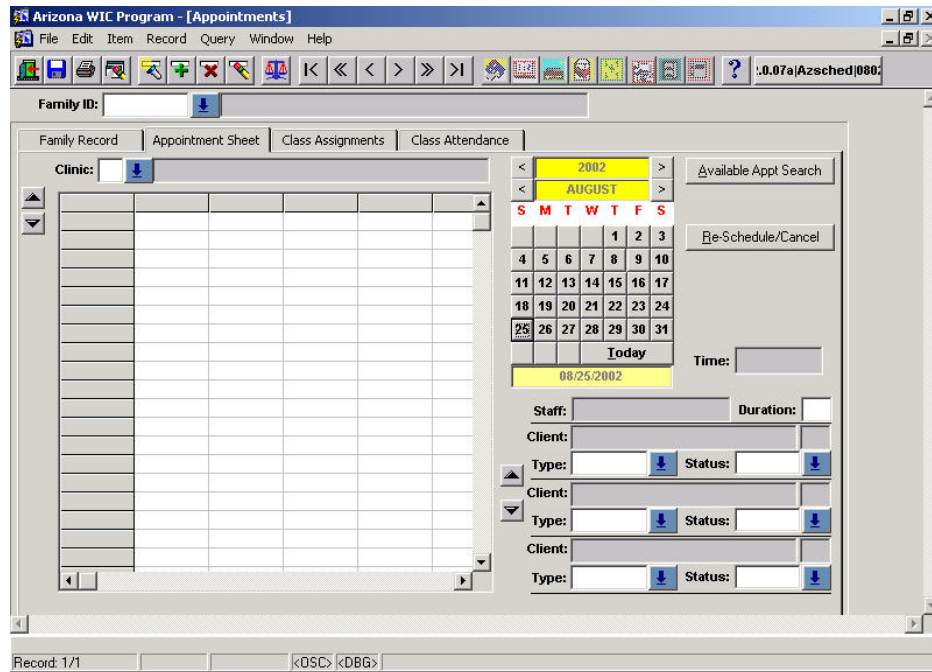 Arizona WIC Program - [Appointments]
File Edit Item Record Query Window Help
? :.0.07a|Azsched|080:
Family ID:
Family Record Appointment Sheet Class Assignments Class Attendance
Clinic:
< 2002 >
< AUGUST >
S M T W T F S
1 2 3
4 5 6 7 8 9 10
11 12 13 14 15 16 17
18 19 20 21 22 23 24
25 26 27 28 29 30 31
Today
08/25/2002
Available Appt Search
Re-Schedule/Cancel
Time:
Staff: Duration:
Client:
Type: Status:
Client:
Type: Status:
Client:
Type: Status:
Record: 1/1 <OSC> <DBG>